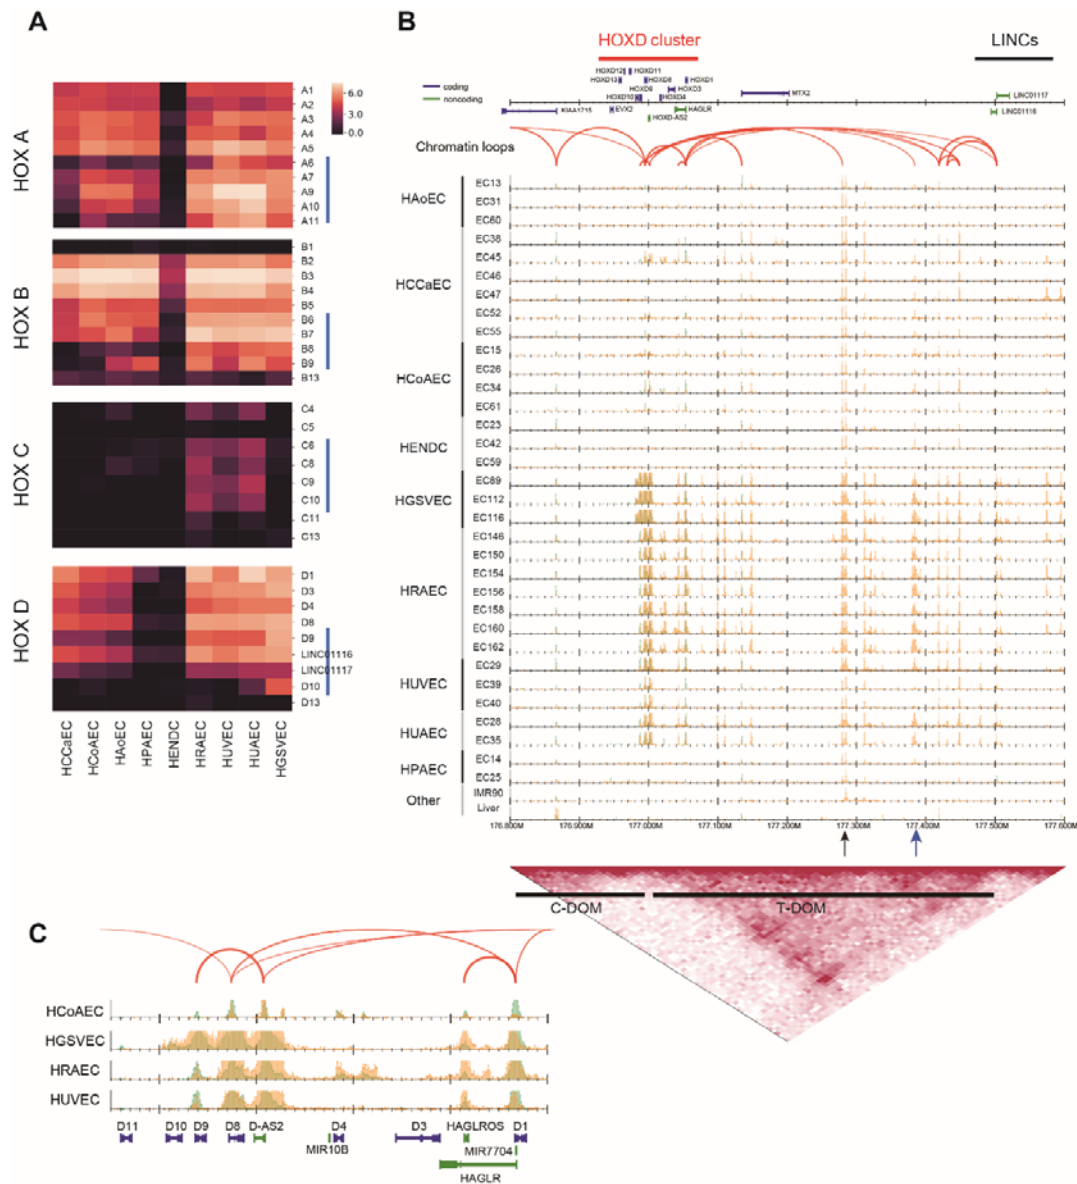 A
HOX A
A1
A2
A3
A4
A5
A6
A7
A9
A10
A11
6.0
3.0
0.0
HOX B
B1
B2
B3
B4
B5
B6
B7
B8
B9
B13
HOX C
C4
C5
C6
C8
C9
C10
C11
C13
HOX D
D1
D3
D4
D8
D9
LINC01116
LINC01117
D10
D13
HCCaEC
HCoAEC
HAoEC
HPAEC
HENDC
HRAEC
HUVEC
HUAEC
HGSVEC
B
HOXD cluster
LINCs
coding
noncoding
HOXD12
HOXD11
HOXD13
HOXD8
HOXD1
HOXD9
HOXD3
HOXD10
HOXD4
MTX2
LINC01117
KIAA1715
EVX2
HAGLR
LINC01116
HOXD-AS2
Chromatin loops
HAoEC
EC13
EC31
EC60
HCCaEC
EC38
EC45
EC46
EC47
EC52
EC55
HCoAEC
EC15
EC26
EC34
EC61
HENDC
EC23
EC42
EC59
HGSVEC
EC89
EC112
EC116
HRAEC
EC146
EC150
EC154
EC156
EC158
EC160
EC162
HUVEC
EC29
EC39
EC40
HUAEC
EC28
EC35
HPAEC
EC14
EC25
Other
IMR90
Liver
176.800M 176.900M 177.000M 177.100M 177.200M 177.300M 177.400M 177.500M 177.600M
C-DOM
T-DOM
C
HCoAEC
HGSVEC
HRAEC
HUVEC
D11 D10 D9 D8 D-AS2 D4 D3 HAGLROS D1
MIR10B
MIR7704
HAGLR